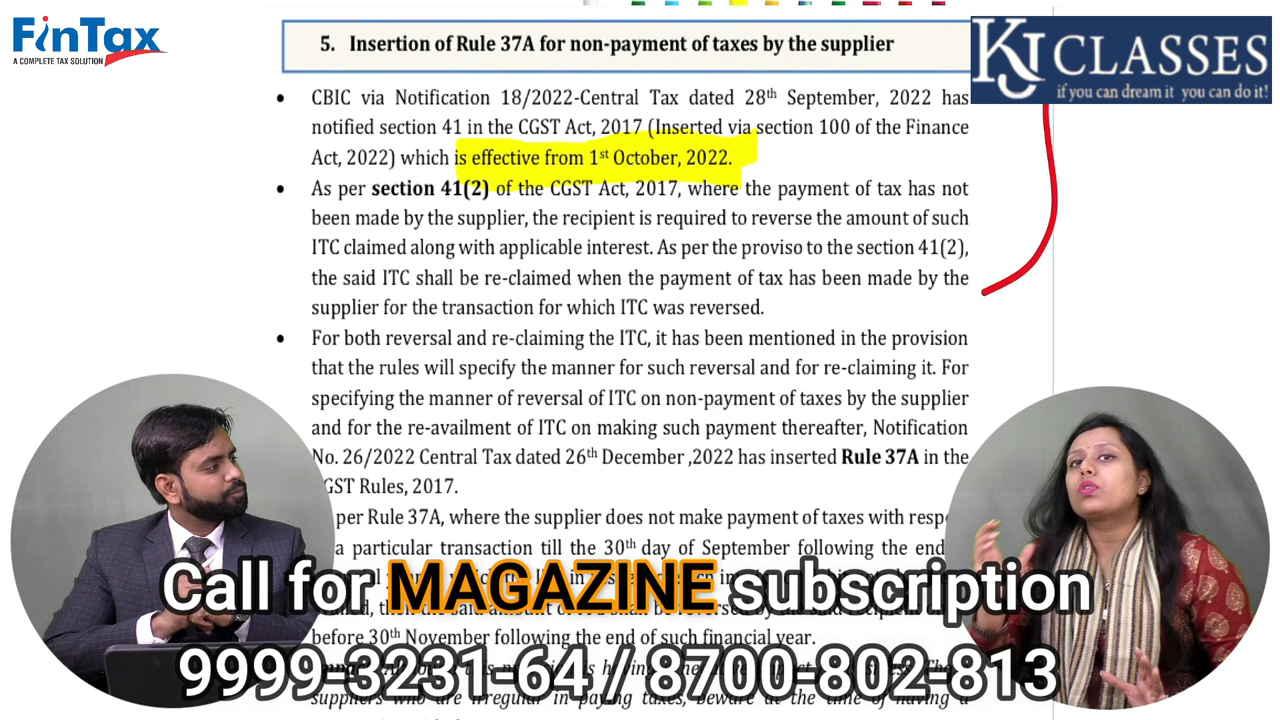 FinTax
A COMPLETE TAX SOLUTION
KJ CLASSES
if you can dream it you can do it!
5. Insertion of Rule 37A for non-payment of taxes by the supplier
• CBIC via Notification 18/2022-Central Tax dated 28th September, 2022 has
notified section 41 in the CGST Act, 2017 (Inserted via section 100 of the Finance
Act, 2022) which is effective from 1st October, 2022.
• As per section 41(2) of the CGST Act, 2017, where the payment of tax has not
been made by the supplier, the recipient is required to reverse the amount of such
ITC claimed along with applicable interest. As per the proviso to the section 41(2),
the said ITC shall be re-claimed when the payment of tax has been made by the
supplier for the transaction for which ITC was reversed.
• For both reversal and re-claiming the ITC, it has been mentioned in the provision
that the rules will specify the manner for such reversal and for re-claiming it. For
specifying the manner of reversal of ITC on non-payment of taxes by the supplier
and for the re-availment of ITC on making such payment thereafter, Notification
No. 26/2022 Central Tax dated 26th December ,2022 has inserted Rule 37A in the
GST Rules, 2017.
per Rule 37A, where the supplier does not make payment of taxes with
a particular transaction till the 30th day of September following the end
Call for MAGAZINE subscription
before 30th November following the end of such financial year.
9999-3231-64 / 8700-802-813
suppliers who are irregular in paying taxes, beware at the time of having a